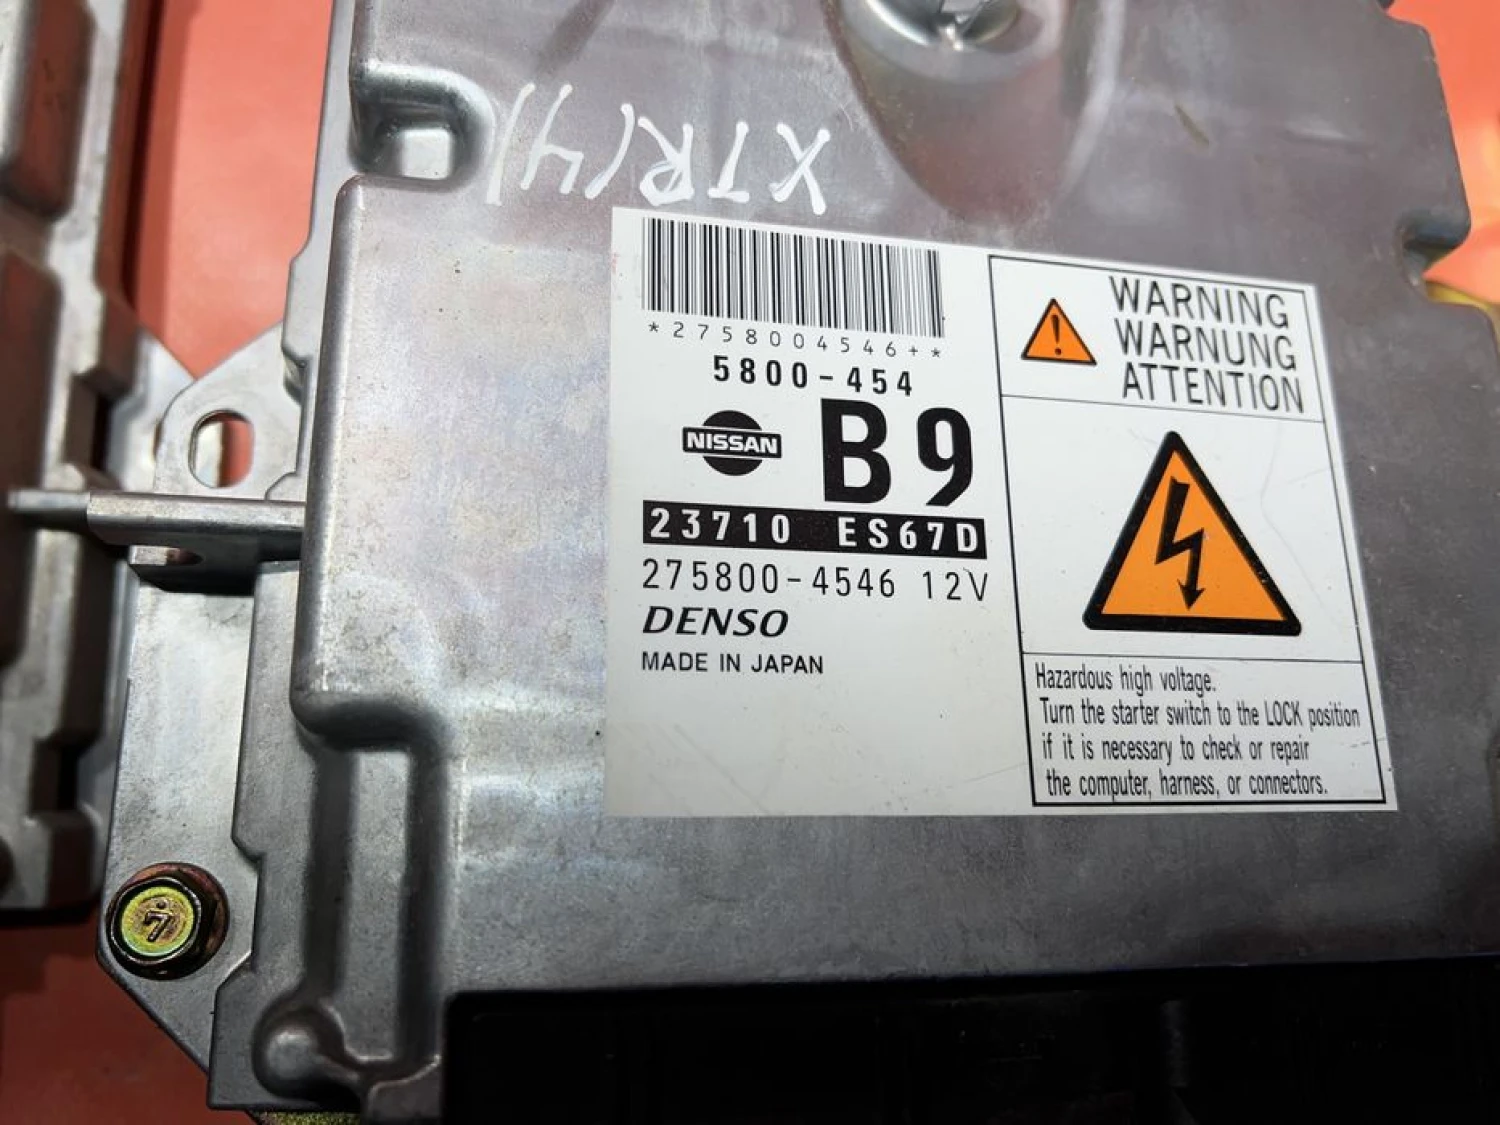 XTR(4)
*2758004546+*
5800-454
NISSAN
B9
23710 ES67D
275800-4546 12V
DENSO
MADE IN JAPAN
WARNING
WARNUNG
ATTENTION
Hazardous high voltage.
Turn the starter switch to the LOCK position
if it is necessary to check or repair
the computer, harness, or connectors.
7